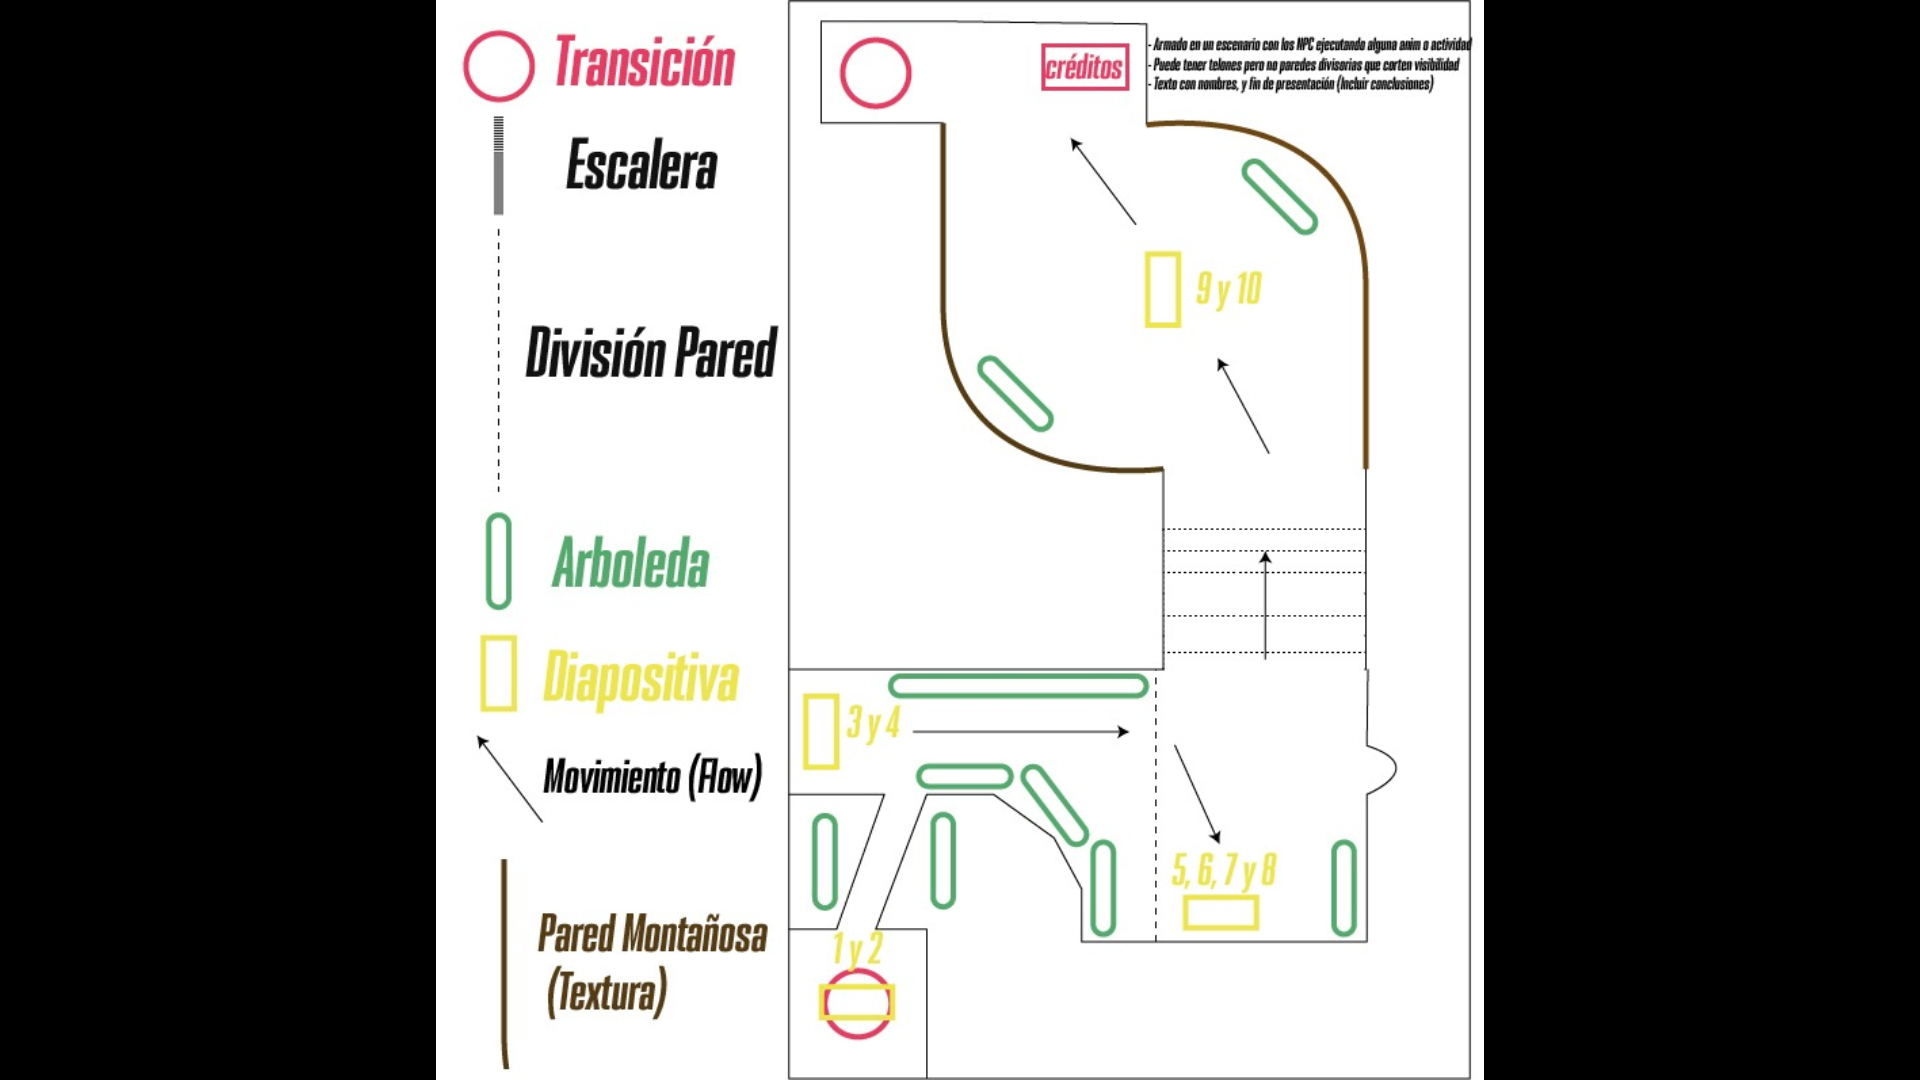 Transición
Escalera
División Pared
Arboleda
Diapositiva
Movimiento (Flow)
Pared Montañosa
(Textura)
créditos
- Armado en un escenario con los NPC ejecutando alguna anim o actividad
- Puede tener telones pero no paredes divisorias que corten visibilidad
- Texto con nombres, y fin de presentación (Incluir conclusiones)
9 y 10
3 y 4
5, 6, 7 y 8
1 y 2